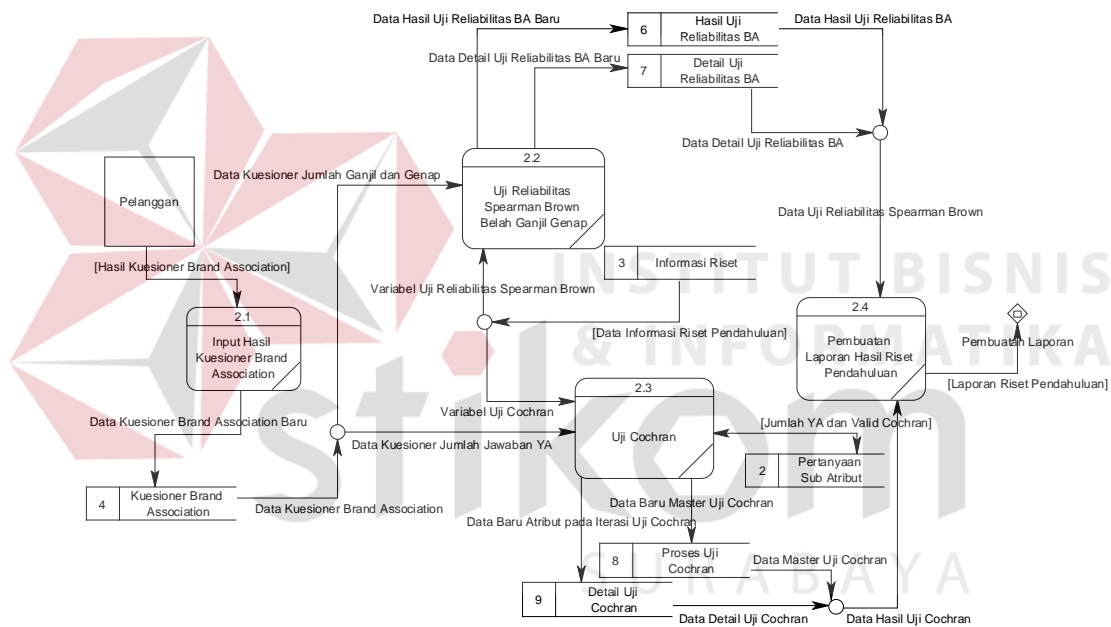 Data Hasil Uji Reliabilitas BA Baru
6
Hasil Uji
Reliabilitas BA
Data Hasil Uji Reliabilitas BA
Data Detail Uji Reliabilitas BA Baru
7
Detail Uji
Reliabilitas BA
Data Detail Uji Reliabilitas BA
2.2
Uji Reliabilitas
Spearman Brown
Belah Ganjil Genap
Data Kuesioner Jumlah Ganjil dan Genap
Pelanggan
Data Uji Reliabilitas Spearman Brown
[Hasil Kuesioner Brand Association]
3
Informasi Riset
INSTITUT BISNIS
& INFORMATIKA
stikom
SURABAYA
Variabel Uji Reliabilitas Spearman Brown
2.1
Input Hasil
Kuesioner Brand
Association
[Data Informasi Riset Pendahuluan]
2.4
Pembuatan
Laporan Hasil Riset
Pendahuluan
Pembuatan Laporan
[Laporan Riset Pendahuluan]
2.3
Uji Cochran
Variabel Uji Cochran
Data Kuesioner Brand Association Baru
[Jumlah YA dan Valid Cochran]
Data Kuesioner Jumlah Jawaban YA
2
Pertanyaan
Sub Atribut
4
Kuesioner Brand
Association
Data Kuesioner Brand Association
Data Baru Master Uji Cochran
Data Baru Atribut pada Iterasi Uji Cochran
8
Proses Uji
Cochran
Data Master Uji Cochran
9
Detail Uji
Cochran
Data Detail Uji Cochran
Data Hasil Uji Cochran